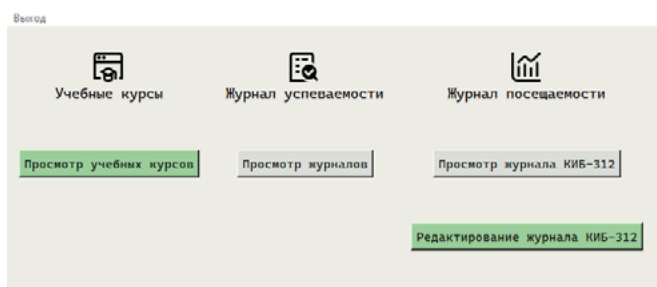 Выход
Учебные курсы
Журнал успеваемости
Журнал посещаемости
Просмотр учебных курсов
Просмотр журналов
Просмотр журнала КИБ-312
Редактирование журнала КИБ-312